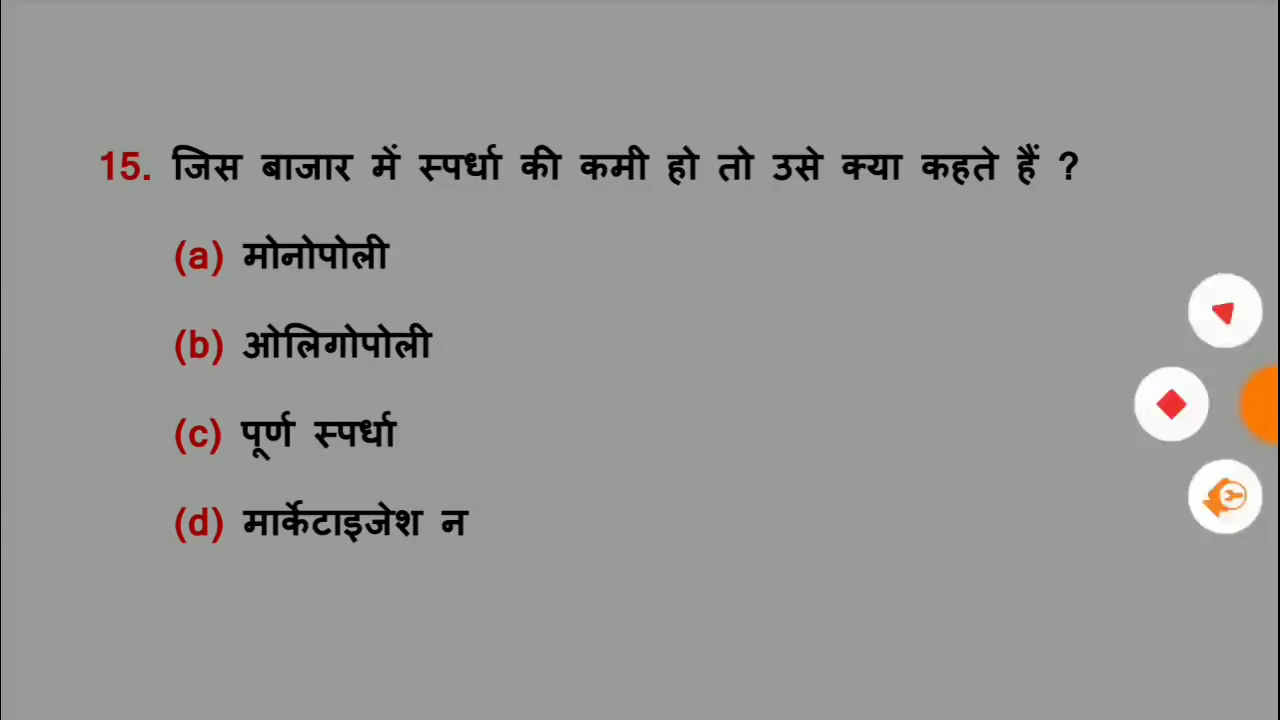 15. जिस बाजार में स्पर्धा की कमी हो तो उसे क्या कहते हैं ?
(a) मोनोपोली
(b) ओलिगोपोली
(c) पूर्ण स्पर्धा
(d) मार्केटाइजेश न